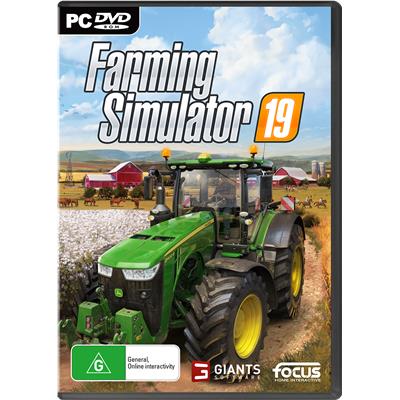 PC DVD
ROM
Farming
Simulator 19
G
General,
Online interactivity
GIANTS
SOFTWARE
focus
HOME INTERACTIVE